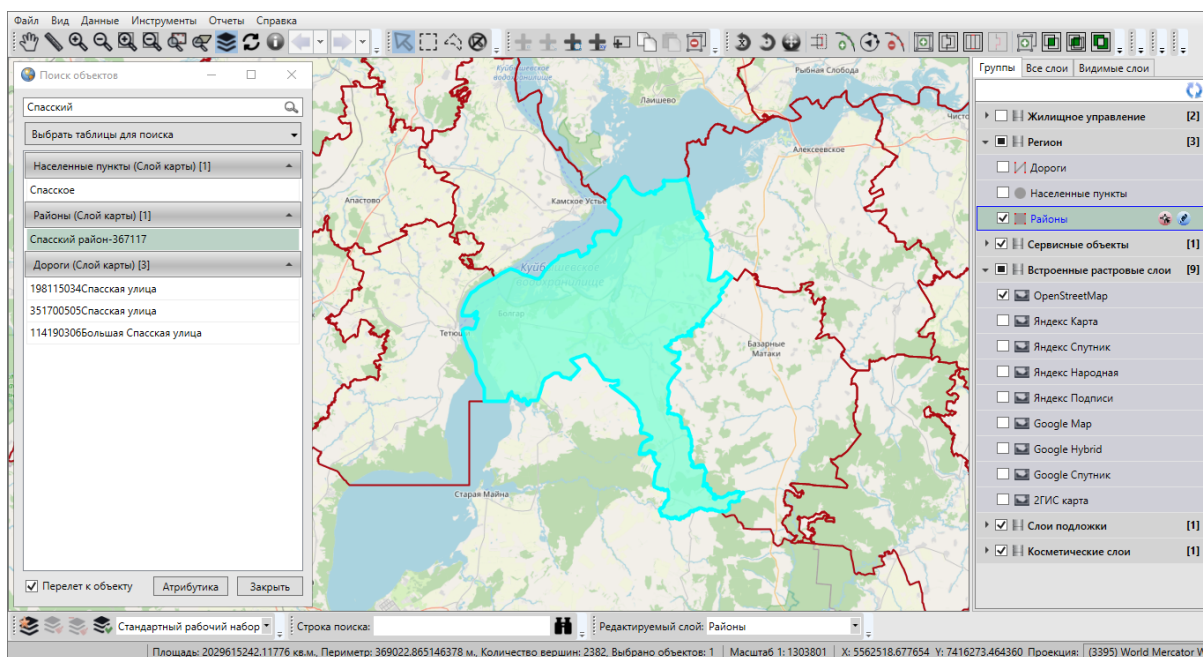 Файл Вид Данные Инструменты Отчеты Справка
Поиск объектов
Спасский
Выбрать таблицы для поиска
Населенные пункты (Слой карты) [1]
Спасское
Районы (Слой карты) [1]
Спасский район-367117
Дороги (Слой карты) [3]
198115034Спасская улица
351700505Спасская улица
114190306Большая Спасская улица
Перелет к объекту
Атрибутика
Закрыть
Рыбная Слобода
Лаишево
Алексеевское
Апастово
Камское Устье
Куйбышевское
водохранилище
Болгар
Тетюши
Базарные
Матаки
Старая Майна
Группы Все слои Видимые слои
Жилищное управление [2]
Регион [3]
Дороги
Населенные пункты
Районы
Сервисные объекты [1]
Встроенные растровые слои [9]
OpenStreetMap
Яндекс Карта
Яндекс Спутник
Яндекс Народная
Яндекс Подписи
Google Map
Google Hybrid
Google Спутник
2ГИС карта
Слои подложки [1]
Косметические слои [1]
Стандартный рабочий набор
Строка поиска:
Редактируемый слой: Районы
Площадь: 2029615242.11776 кв.м., Периметр: 369022.865146378 м., Количество вершин: 2382, Выбрано объектов: 1 Масштаб 1: 1303801 X: 5562518.677654 Y: 7416273.464360 Проекция: (3395) World Mercator W